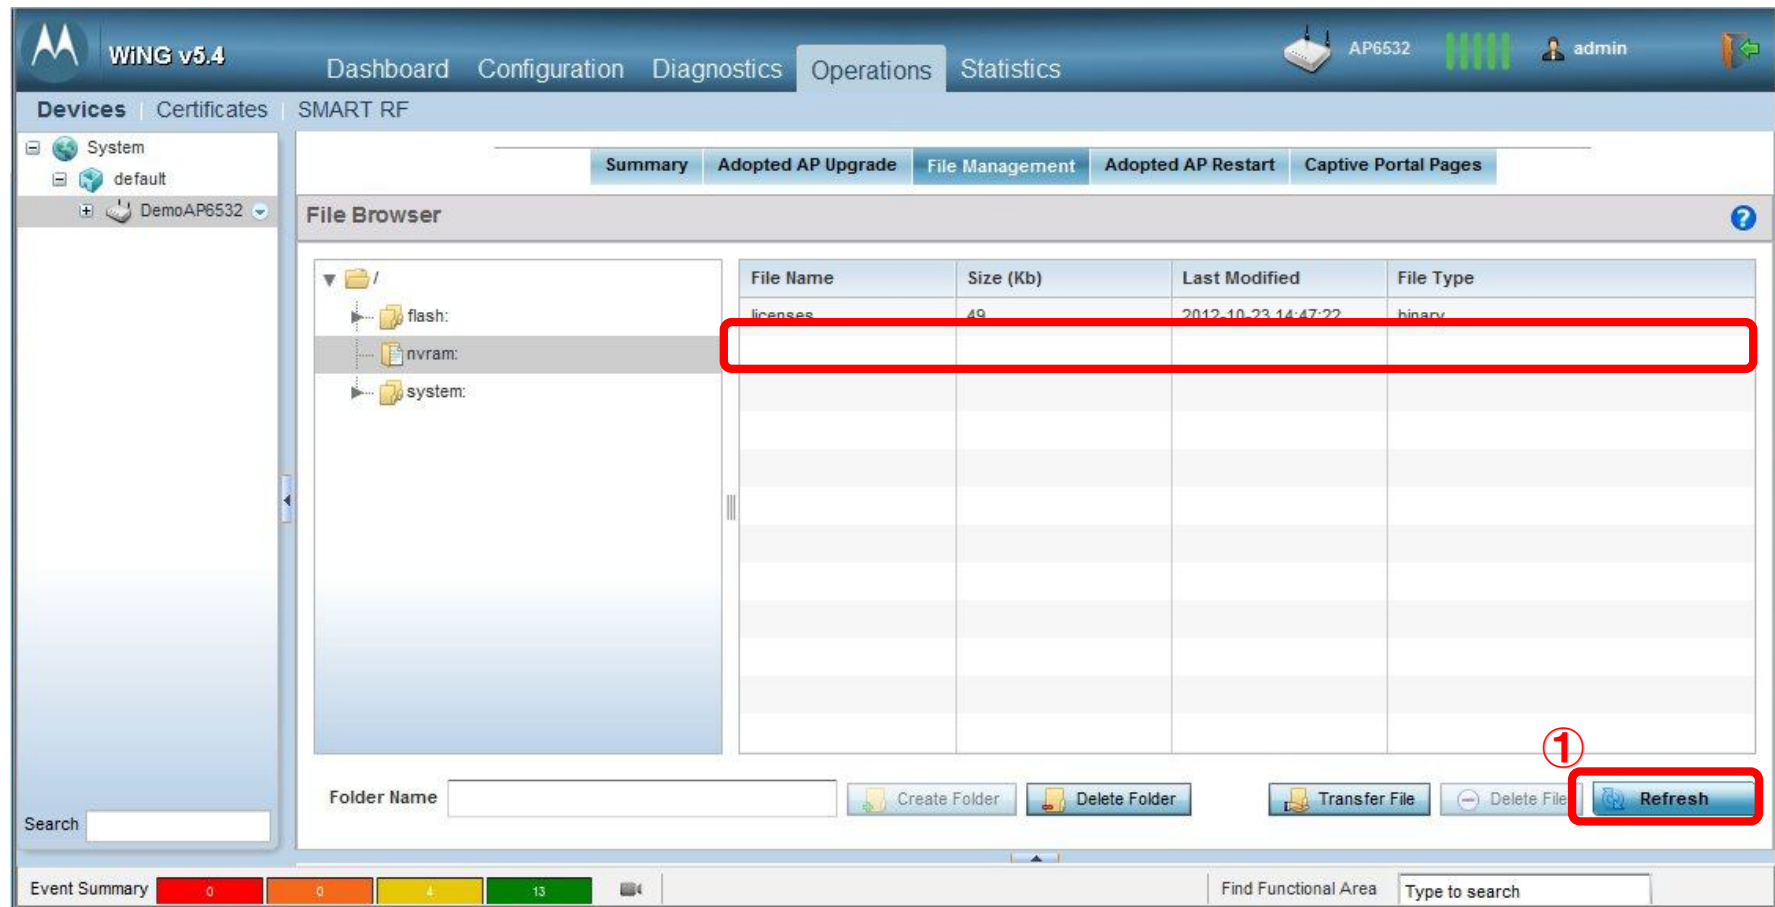 WiNG v5.4
Dashboard Configuration Diagnostics Operations Statistics
AP6532
admin
Devices Certificates SMART RF
System
default
DemoAP6532
Summary Adopted AP Upgrade File Management Adopted AP Restart Captive Portal Pages
File Browser
?
/
flash:
nvram:
system:
File Name Size (Kb) Last Modified File Type
licenses 49 2012-10-23 14:47:22 binary
①
Folder Name Create Folder Delete Folder Transfer File Delete File Refresh
Search
Event Summary 0 0 4 13 Find Functional Area Type to search